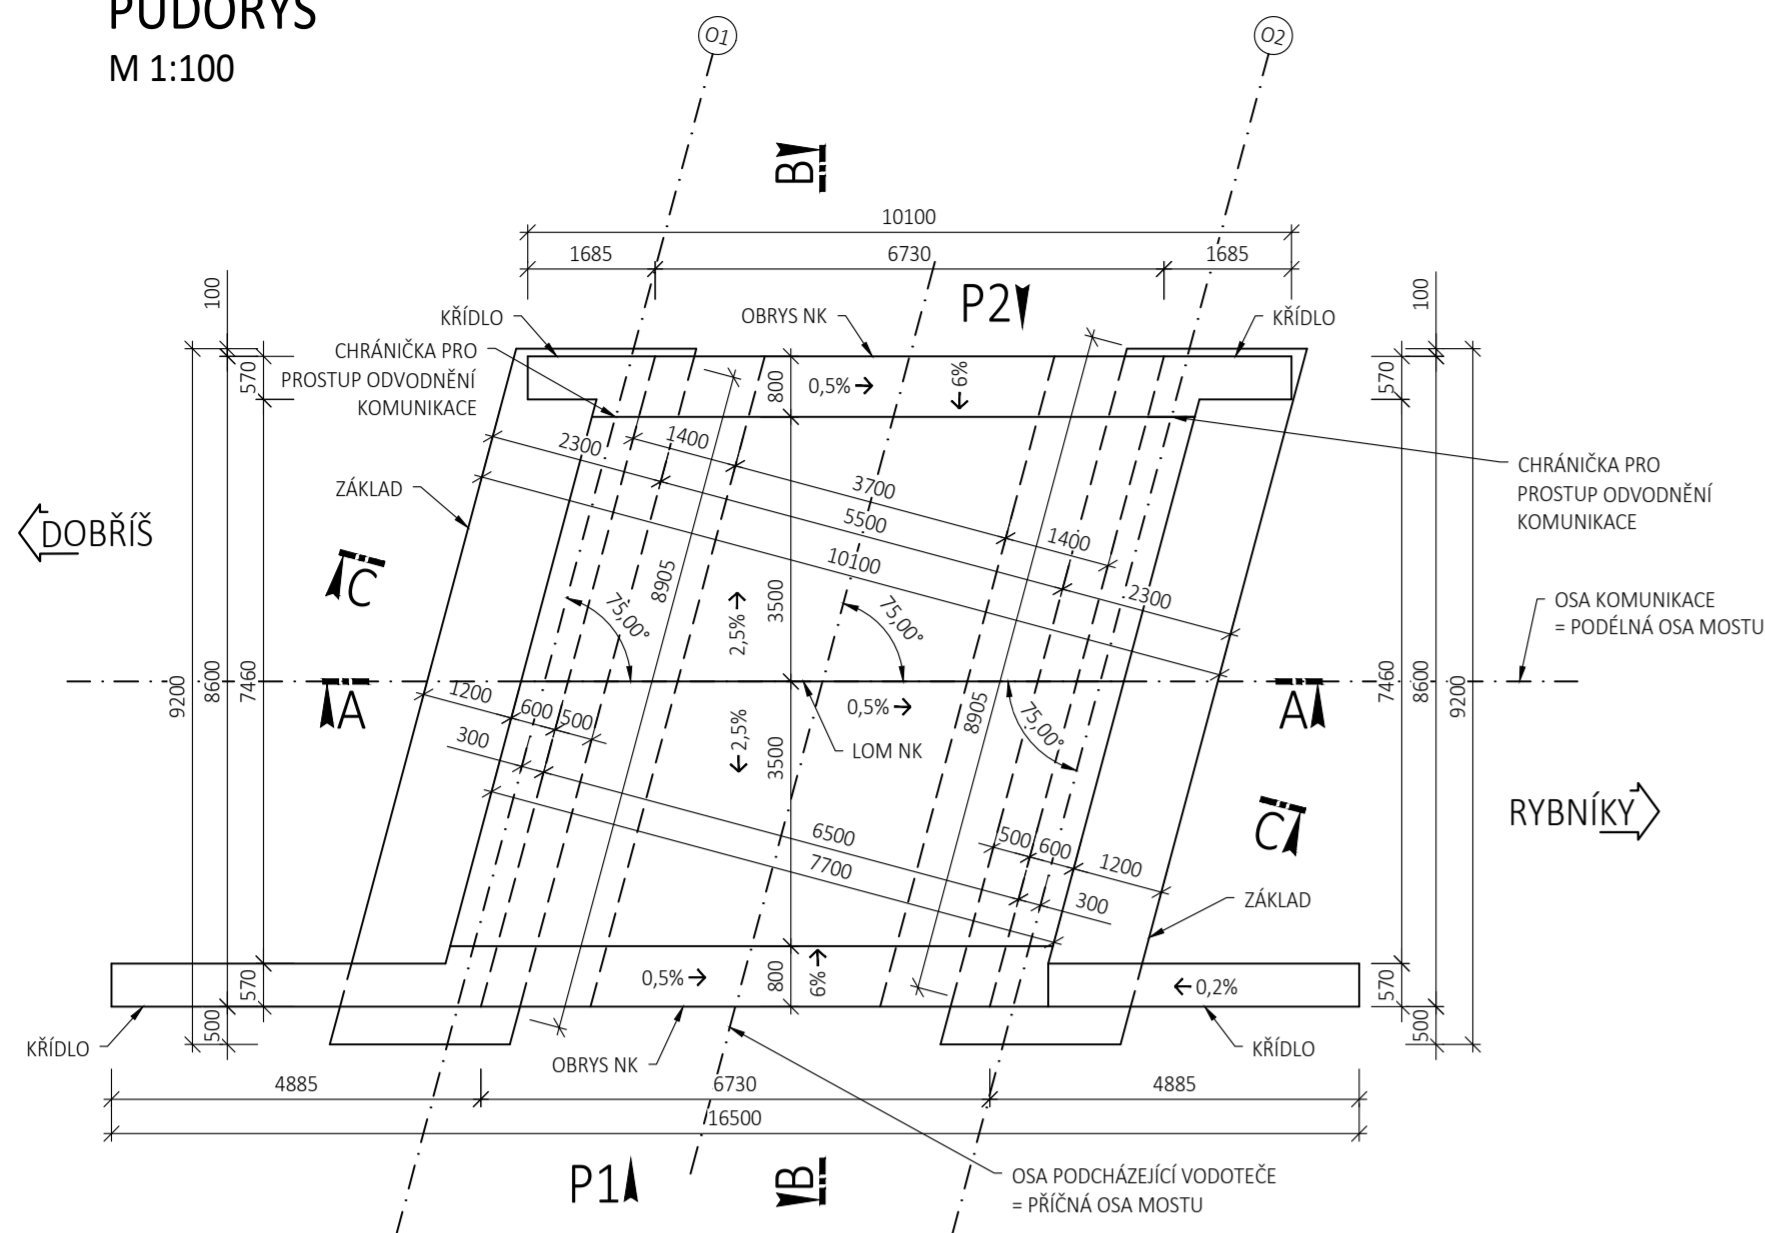 PŮDORYS
M 1:100
O1
O2
B
10100
1685
6730
1685
100
100
P2
KŘÍDLO
OBRYS NK
KŘÍDLO
CHRÁNIČKA PRO
PROSTUP ODVODNĚNÍ
KOMUNIKACE
570
800
0,5%
6%
570
2300
1400
3700
5500
10100
1400
2300
ZÁKLAD
CHRÁNIČKA PRO
PROSTUP ODVODNĚNÍ
KOMUNIKACE
DOBŘÍŠ
C
8905
75,00°
2,5%
3500
75,00°
OSA KOMUNIKACE
= PODÉLNÁ OSA MOSTU
9200
8600
7460
7460
8600
9200
A
1200
600
500
300
2,5%
3500
0,5%
LOM NK
8905
75,00°
A
RYBNÍKY
C
6500
7700
500
600
1200
300
ZÁKLAD
570
500
0,5%
800
6%
0,2%
570
500
KŘÍDLO
OBRYS NK
KŘÍDLO
4885
6730
4885
16500
P1
B
OSA PODCHÁZEJÍCÍ VODOTEČE
= PŘÍČNÁ OSA MOSTU